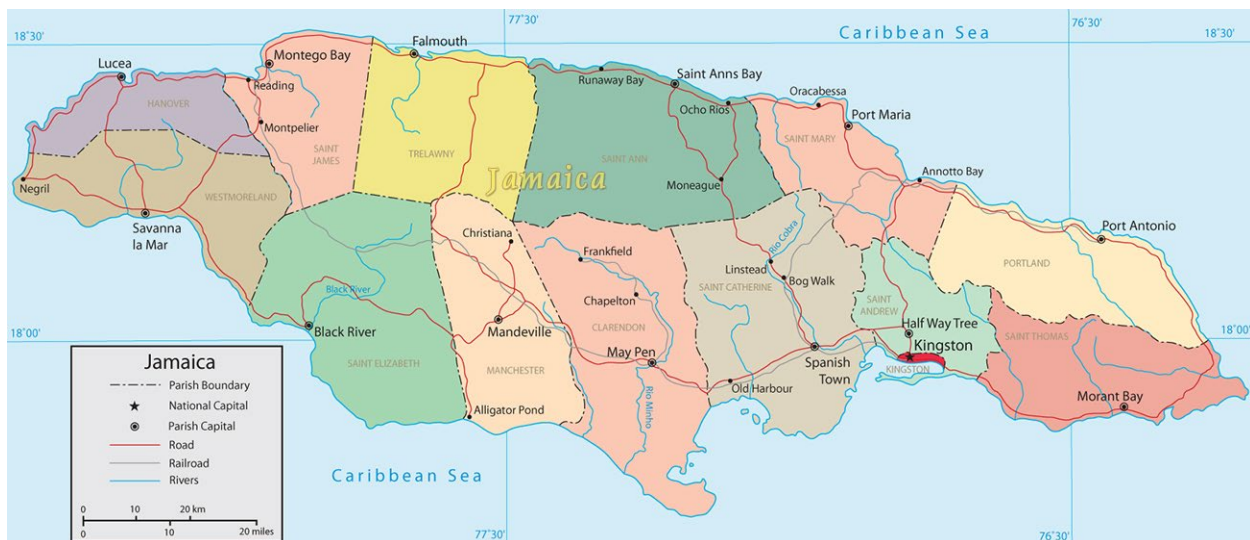 77°30'
76°30'
Caribbean Sea
18°30'
18°30'
Falmouth
Montego Bay
Lucea
Reading
Runaway Bay
Saint Anns Bay
Oracabessa
Ocho Rios
Port Maria
HANOVER
Montpelier
SAINT
JAMES
TRELAWNY
SAINT ANN
SAINT MARY
Jamaica
Negril
WESTMORELAND
Moneague
Annotto Bay
Savanna
la Mar
Christiana
Port Antonio
Frankfield
Rio Cobra
Linstead
Bog Walk
PORTLAND
Black River
Chapelton
SAINT CATHERINE
SAINT
ANDREW
Black River
Mandeville
CLARENDON
Half Way Tree
SAINT THOMAS
18°00'
18°00'
Kingston
May Pen
Spanish
Town
SAINT ELIZABETH
MANCHESTER
KINGSTON
Old Harbour
Rio Minho
Morant Bay
Alligator Pond
Caribbean Sea
77°30'
76°30'
Jamaica
Parish Boundary
National Capital
Parish Capital
Road
Railroad
Rivers
0 10 20 km
0 10 20 miles